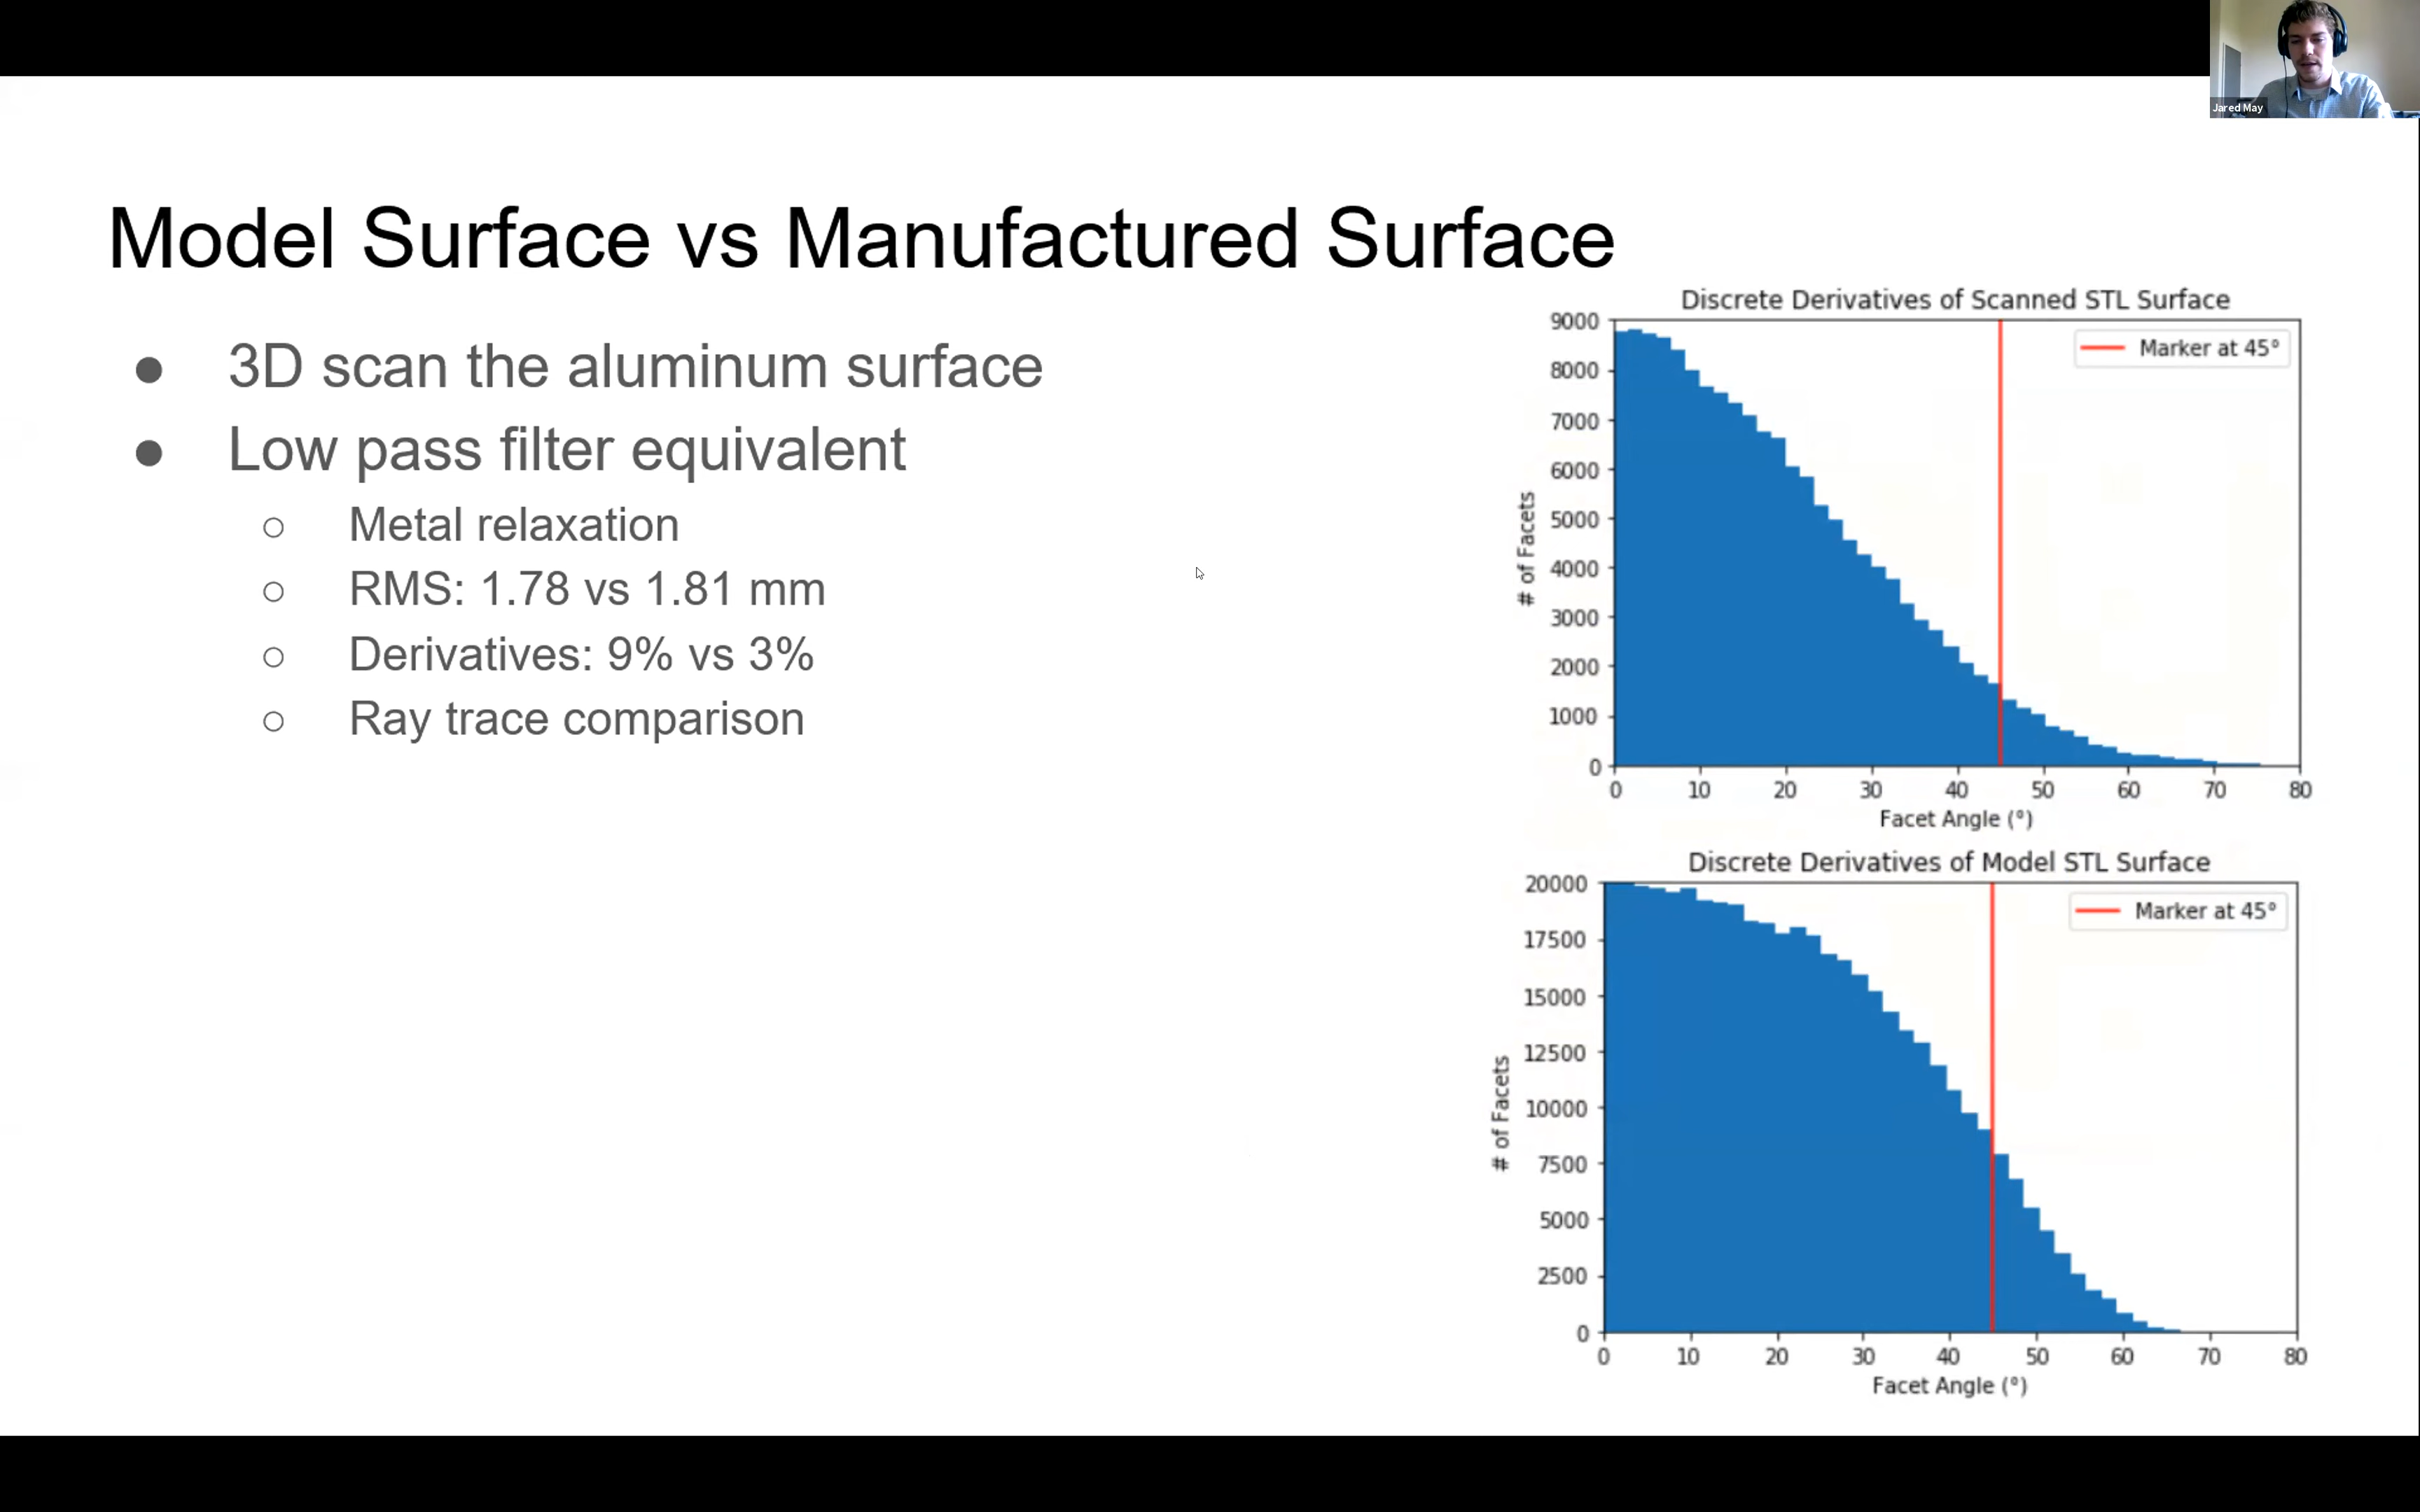 Jared May
Model Surface vs Manufactured Surface
● 3D scan the aluminum surface
● Low pass filter equivalent
○ Metal relaxation
○ RMS: 1.78 vs 1.81 mm
○ Derivatives: 9% vs 3%
○ Ray trace comparison
Discrete Derivatives of Scanned STL Surface
Marker at 45°
# of Facets
9000
8000
7000
6000
5000
4000
3000
2000
1000
0
0 10 20 30 40 50 60 70 80
Facet Angle (°)
Discrete Derivatives of Model STL Surface
Marker at 45°
# of Facets
20000
17500
15000
12500
10000
7500
5000
2500
0
0 10 20 30 40 50 60 70 80
Facet Angle (°)